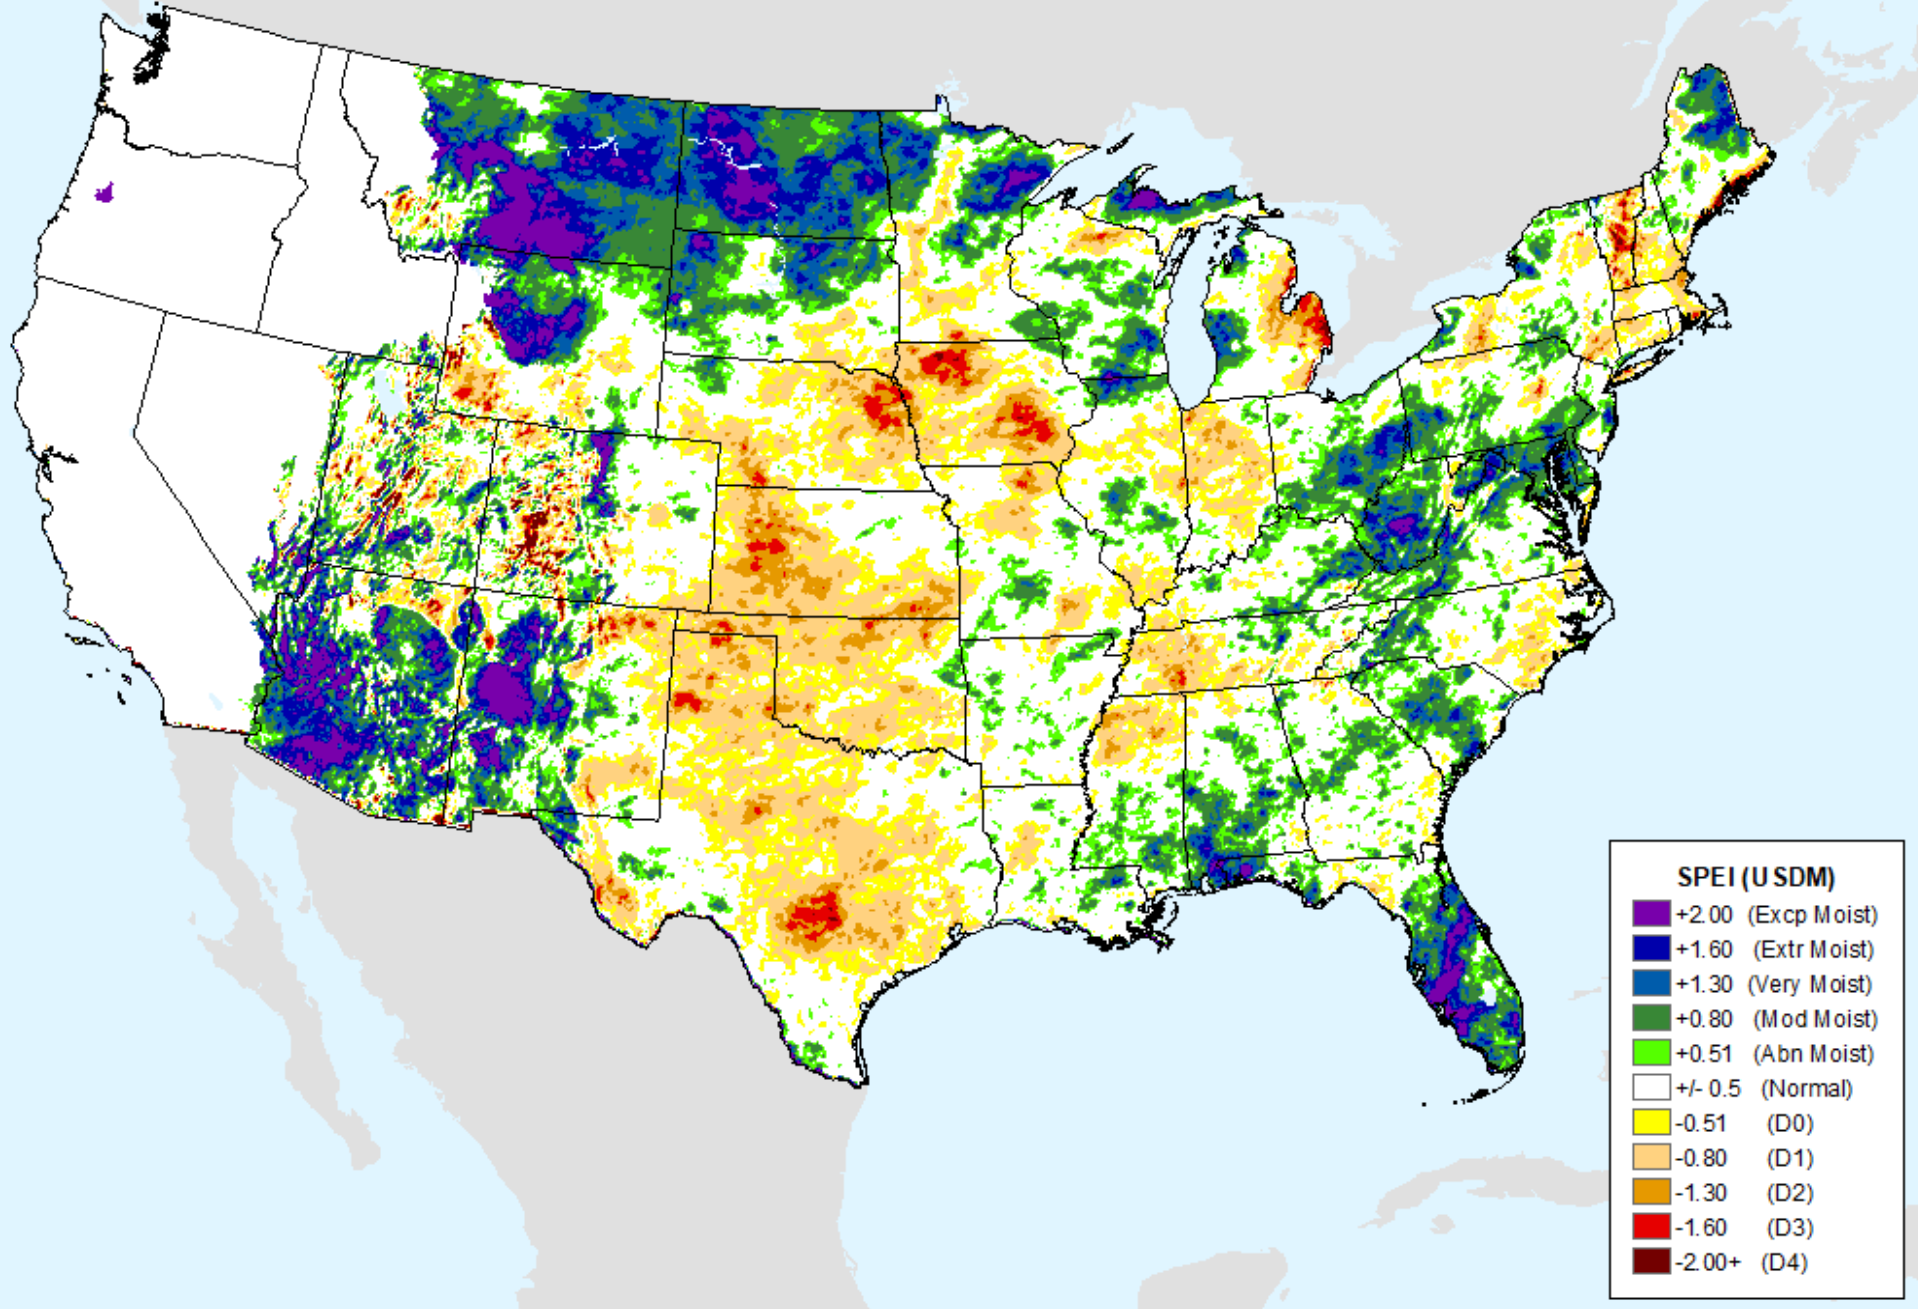 SPEI (USDM)
+2.00 (Excp Moist)
+1.60 (Extr Moist)
+1.30 (Very Moist)
+0.80 (Mod Moist)
+0.51 (Abn Moist)
+/- 0.5 (Normal)
-0.51 (D0)
-0.80 (D1)
-1.30 (D2)
-1.60 (D3)
-2.00+ (D4)